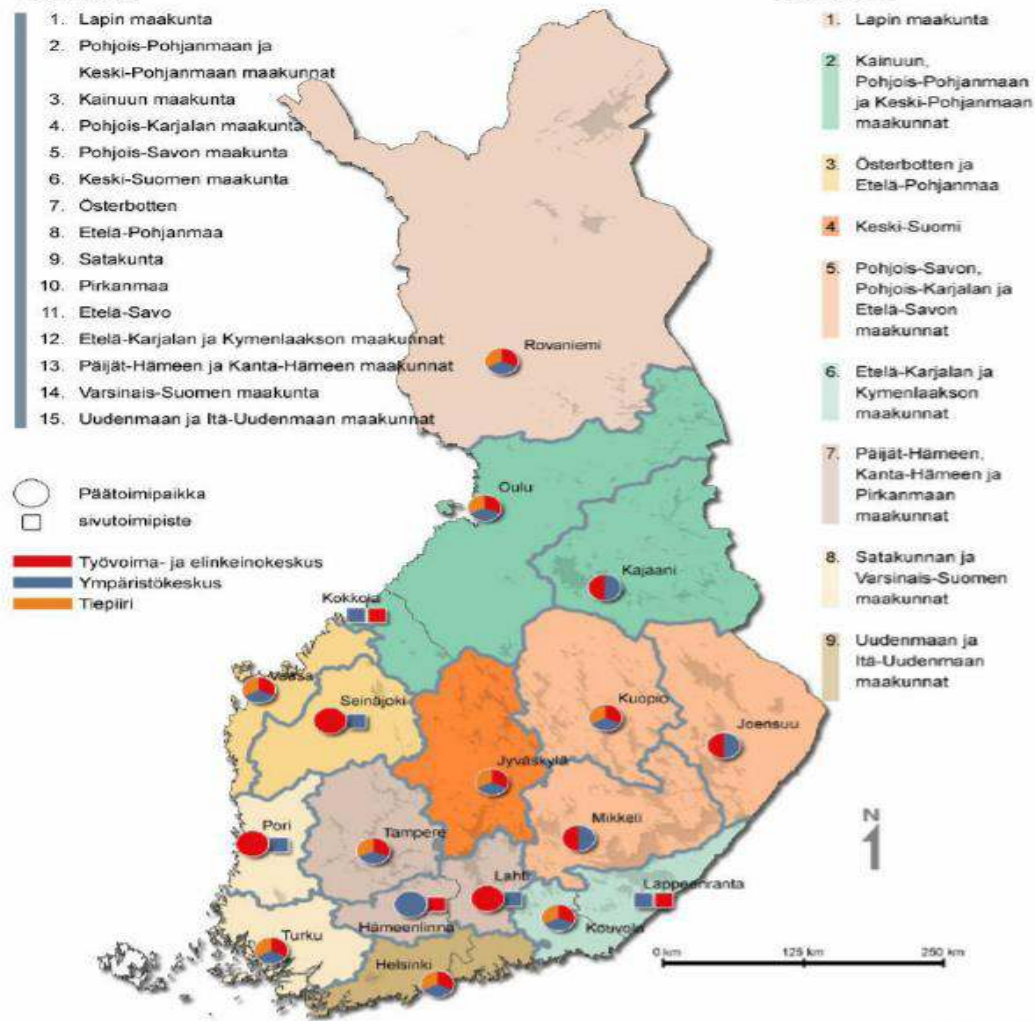 1. Lapin maakunta
2. Pohjois-Pohjanmaan ja
Keski-Pohjanmaan maakunnat
3. Kainuun maakunta
4. Pohjois-Karjalan maakunta
5. Pohjois-Savon maakunta
6. Keski-Suomen maakunta
7. Österbotten
8. Etelä-Pohjanmaa
9. Satakunta
10. Pirkanmaa
11. Etelä-Savo
12. Etelä-Karjalan ja Kymenlaakson maakunnat
13. Päijät-Hämeen ja Kanta-Hämeen maakunnat
14. Varsinais-Suomen maakunta
15. Uudenmaan ja Itä-Uudenmaan maakunnat
Päätoimipaikka
sivutoimipiste
Työvoima- ja elinkeinokeskus
Ympäristökeskus
Tiepiiri
1. Lapin maakunta
2. Kainuun,
Pohjois-Pohjanmaan
ja Keski-Pohjanmaan
maakunnat
3. Österbotten ja
Etelä-Pohjanmaa
4. Keski-Suomi
5. Pohjois-Savon,
Pohjois-Karjalan ja
Etelä-Savon
maakunnat
6. Etelä-Karjalan ja
Kymenlaakson
maakunnat
7. Päijät-Hämeen,
Kanta-Hämeen ja
Pirkanmaan
maakunnat
8. Satakunnan ja
Varsinais-Suomen
maakunnat
9. Uudenmaan ja
Itä-Uudenmaan
maakunnat
Rovaniemi
Oulu
Kajaani
Kokkola
Vaasa
Seinäjoki
Kuopio
Joensuu
Jyväskylä
Pori
Tampere
Mikkeli
Lahti
Lappeenranta
Hämeenlinna
Kouvola
Turku
Helsinki
N
0 km
125 km
250 km